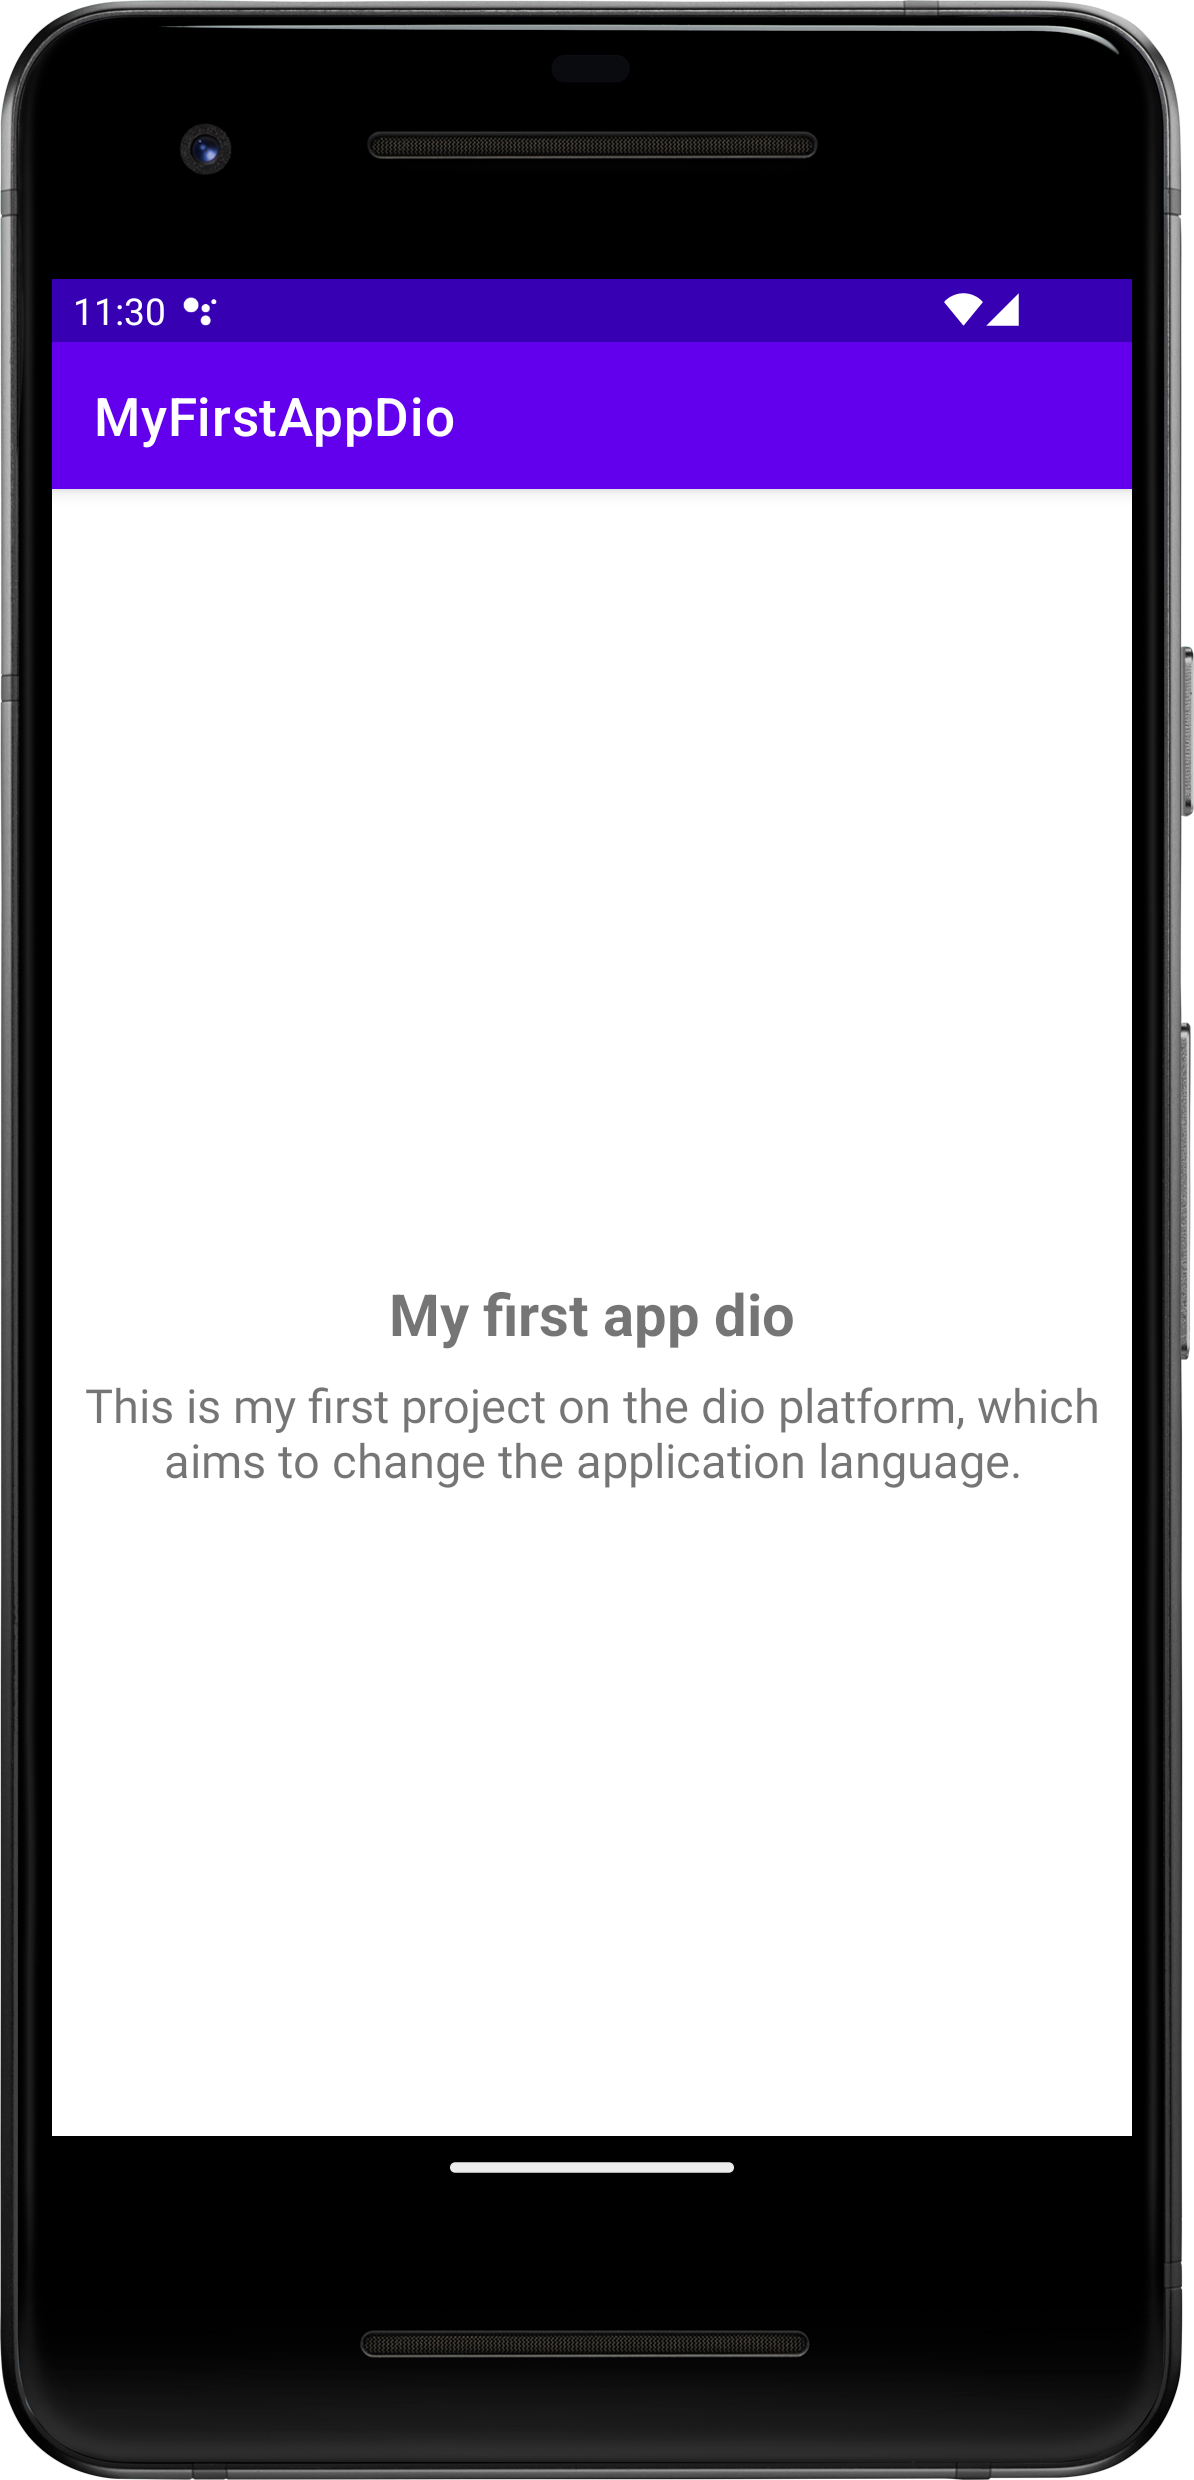 11:30
MyFirstAppDio
My first app dio
This is my first project on the dio platform, which
aims to change the application language.